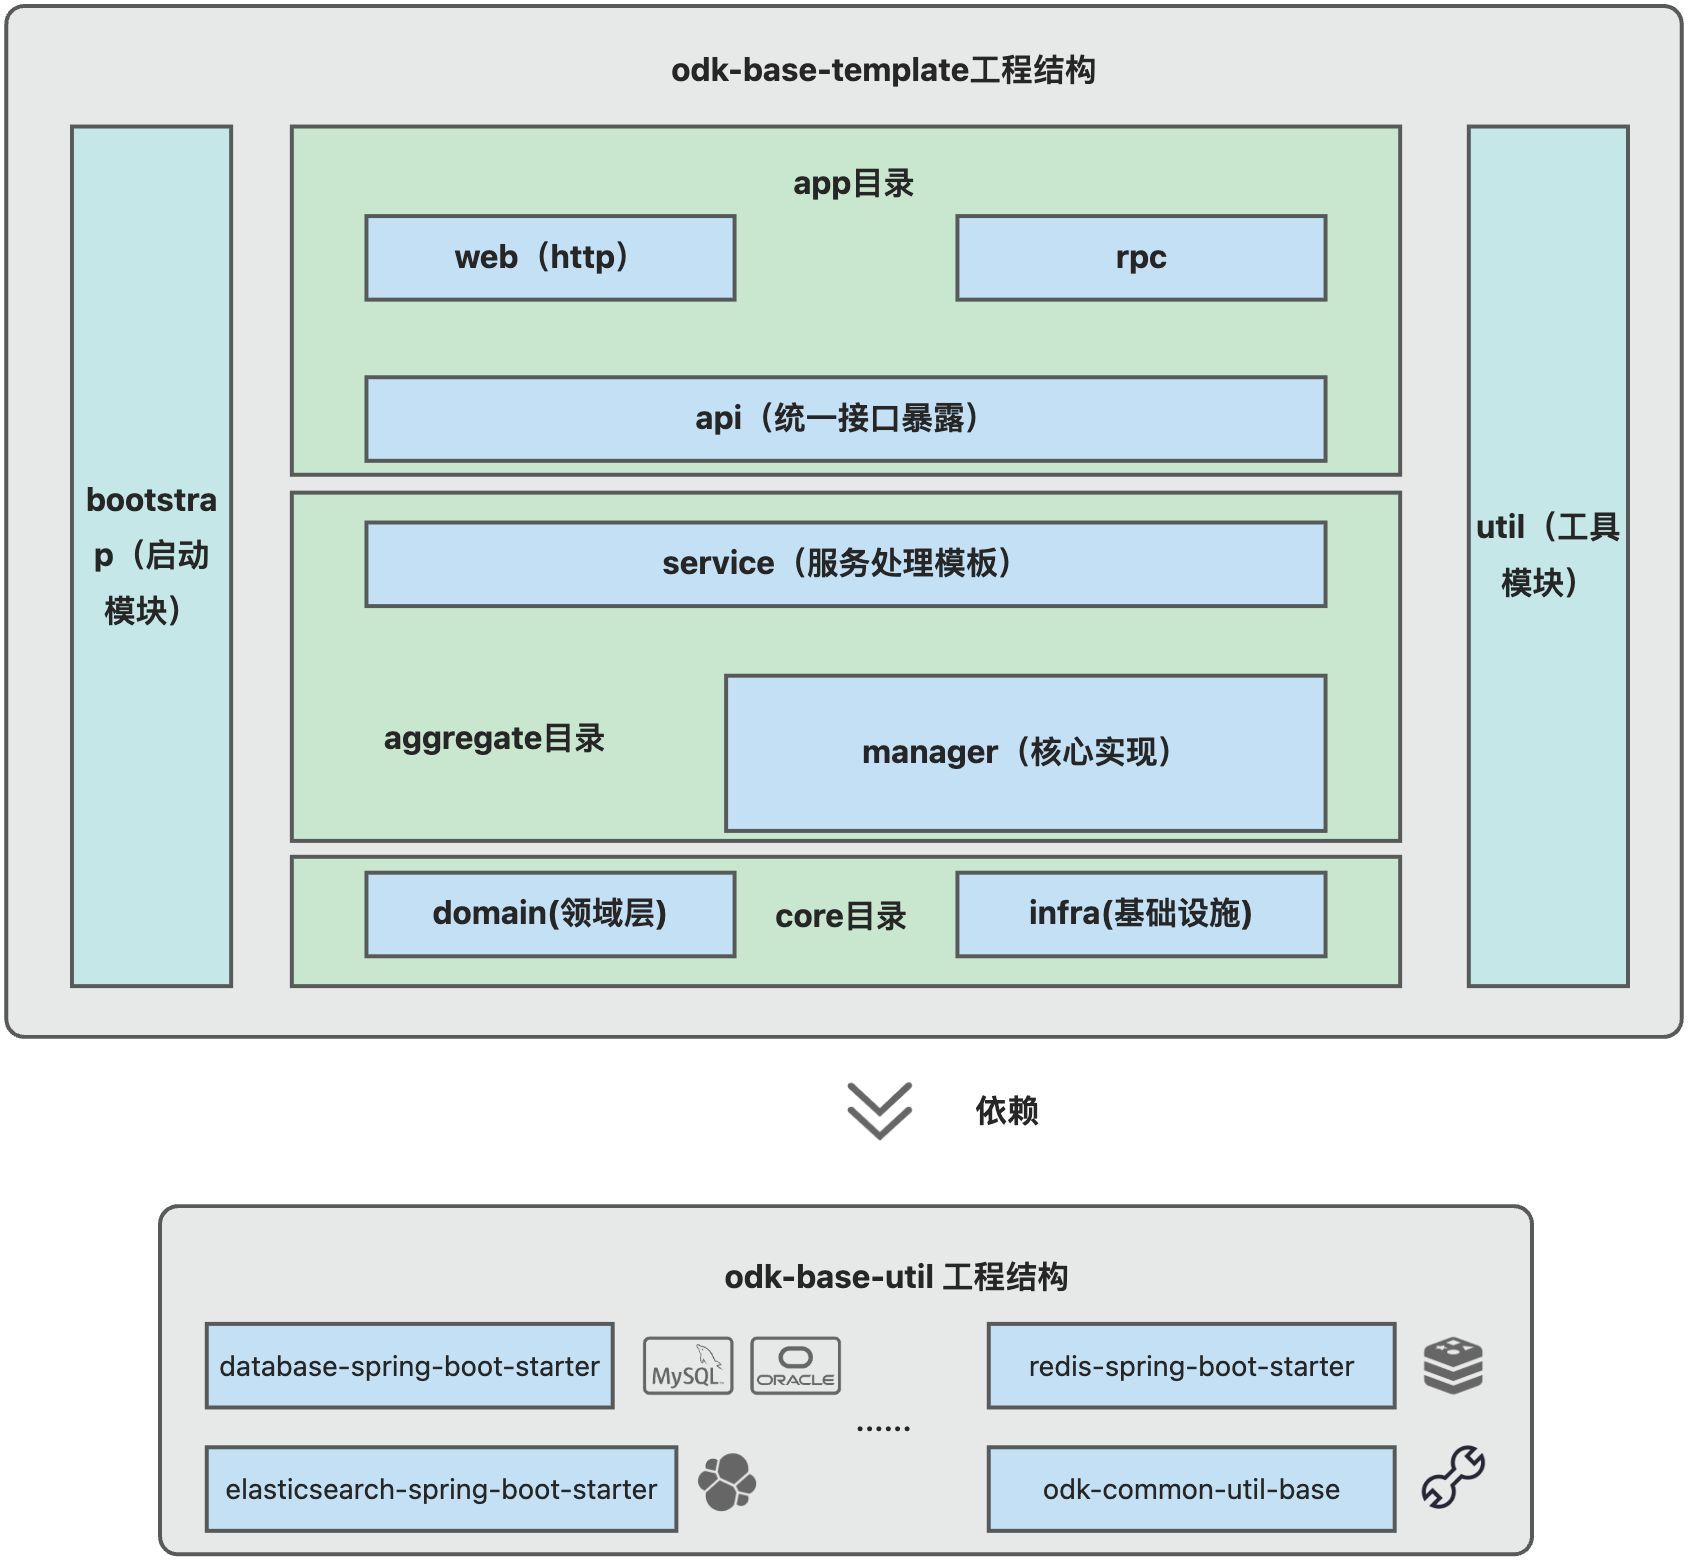 odk-base-template工程结构
app目录
web（http）
rpc
api（统一接口暴露）
bootstra
p（启动
模块）
service（服务处理模板）
aggregate目录
manager（核心实现）
domain(领域层)
core目录
infra(基础设施)
util（工具
模块）
依赖
odk-base-util 工程结构
database-spring-boot-starter
MySQL
ORACLE
redis-spring-boot-starter
......
elasticsearch-spring-boot-starter
odk-common-util-base